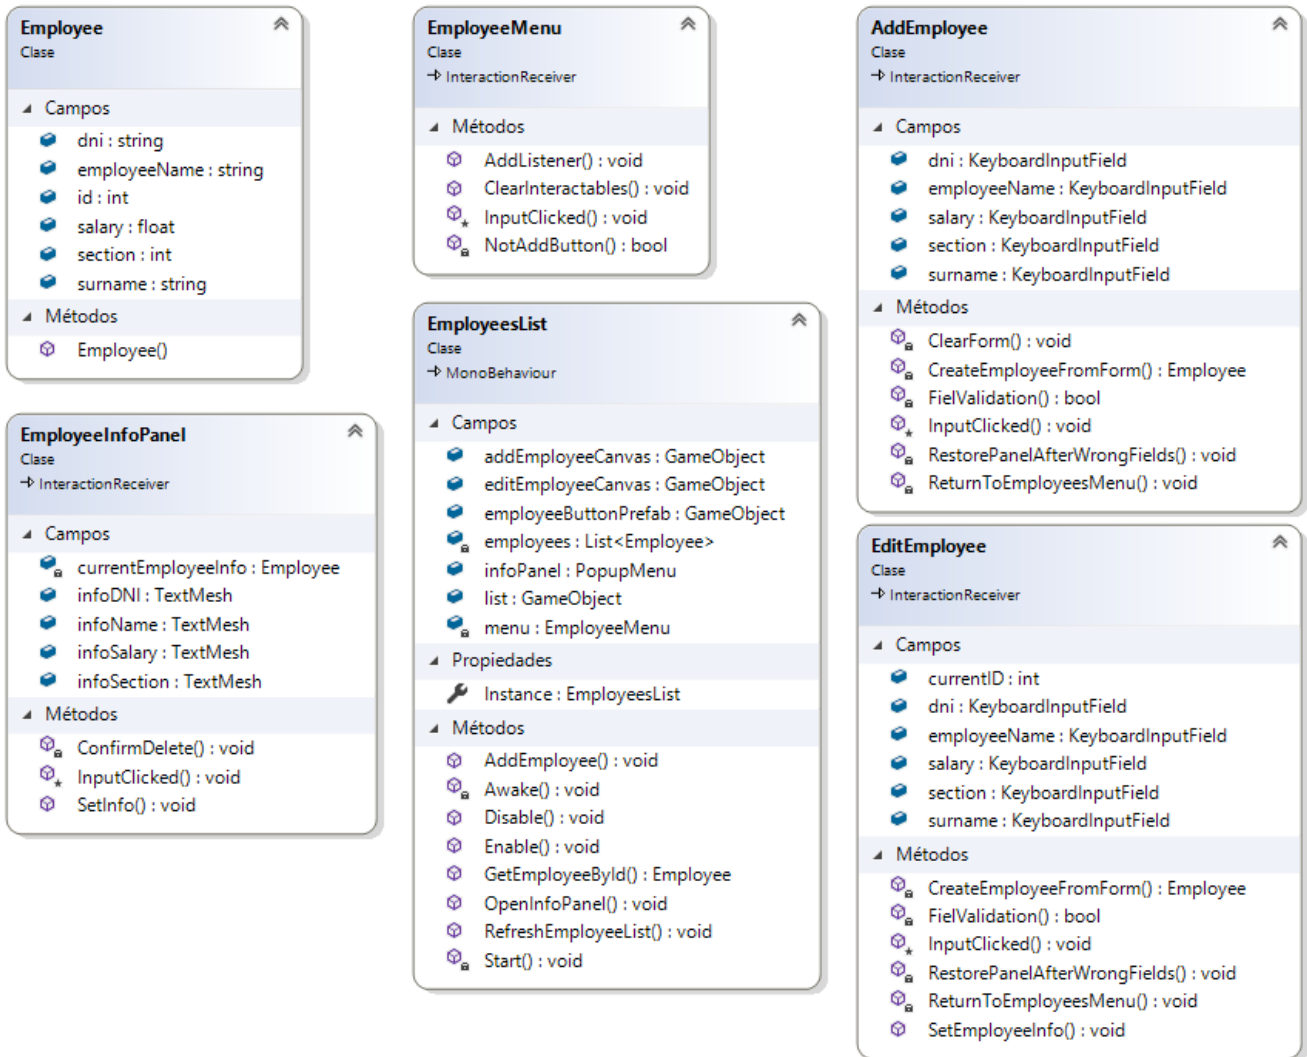 Employee
Clase
Campos
dni : string
employeeName : string
id : int
salary : float
section : int
surname : string
Métodos
Employee()
EmployeeInfoPanel
Clase
InteractionReceiver
Campos
currentEmployeeInfo : Employee
infoDNI : TextMesh
infoName : TextMesh
infoSalary : TextMesh
infoSection : TextMesh
Métodos
ConfirmDelete() : void
InputClicked() : void
SetInfo() : void
EmployeeMenu
Clase
InteractionReceiver
Métodos
AddListener() : void
ClearInteractables() : void
InputClicked() : void
NotAddButton() : bool
EmployeesList
Clase
MonoBehaviour
Campos
addEmployeeCanvas : GameObject
editEmployeeCanvas : GameObject
employeeButtonPrefab : GameObject
employees : List<Employee>
infoPanel : PopupMenu
list : GameObject
menu : EmployeeMenu
Propiedades
Instance : EmployeesList
Métodos
AddEmployee() : void
Awake() : void
Disable() : void
Enable() : void
GetEmployeeById() : Employee
OpenInfoPanel() : void
RefreshEmployeeList() : void
Start() : void
AddEmployee
Clase
InteractionReceiver
Campos
dni : KeyboardInputField
employeeName : KeyboardInputField
salary : KeyboardInputField
section : KeyboardInputField
surname : KeyboardInputField
Métodos
ClearForm() : void
CreateEmployeeFromForm() : Employee
FielValidation() : bool
InputClicked() : void
RestorePanelAfterWrongFields() : void
ReturnToEmployeesMenu() : void
EditEmployee
Clase
InteractionReceiver
Campos
currentID : int
dni : KeyboardInputField
employeeName : KeyboardInputField
salary : KeyboardInputField
section : KeyboardInputField
surname : KeyboardInputField
Métodos
CreateEmployeeFromForm() : Employee
FielValidation() : bool
InputClicked() : void
RestorePanelAfterWrongFields() : void
ReturnToEmployeesMenu() : void
SetEmployeeInfo() : void